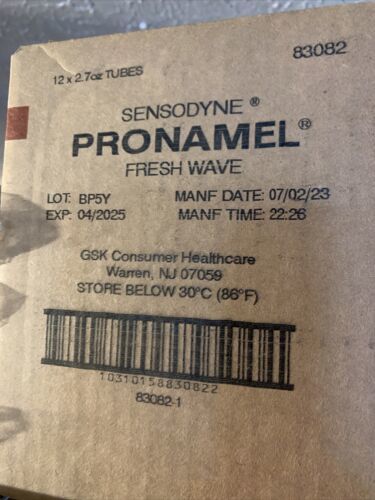 83082
12 x 2.7oz TUBES
SENSODYNE ®
PRONAMEL®
FRESH WAVE
LOT: BP5Y MANF DATE: 07/02/23
EXP: 04/2025 MANF TIME: 22:26
GSK Consumer Healthcare
Warren, NJ 07059
STORE BELOW 30°C (86°F)
10310158830822
83082-1